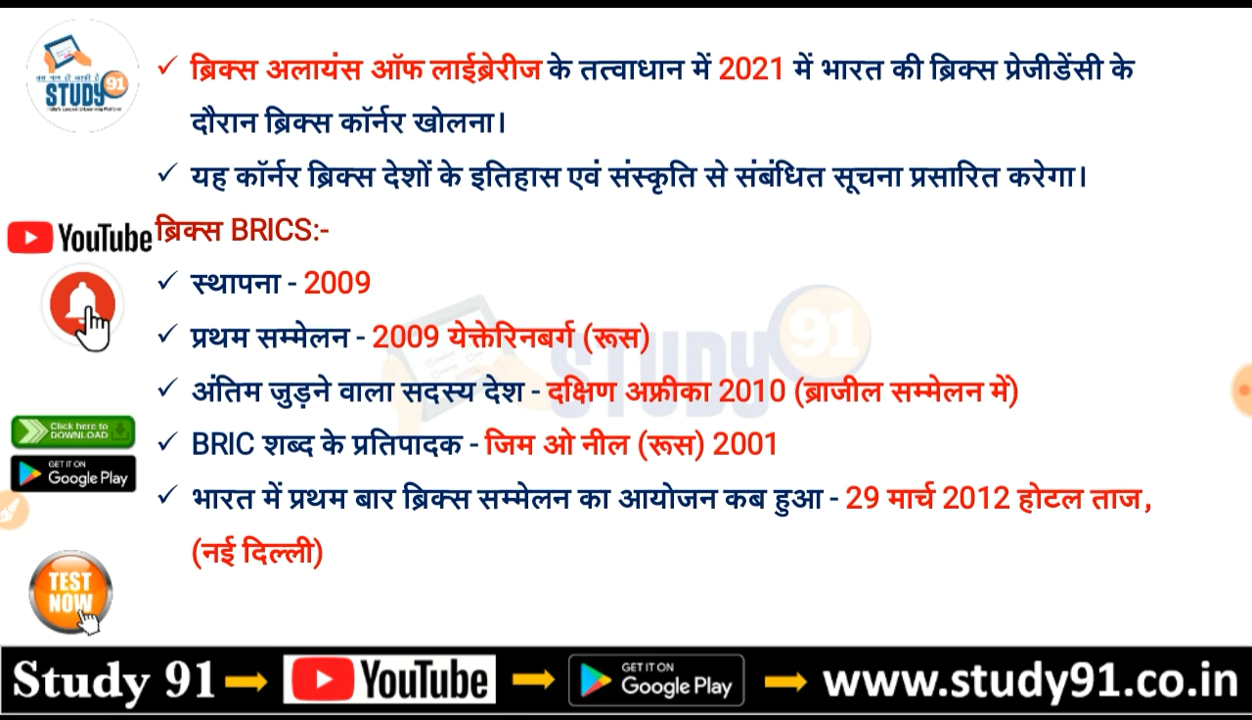 ✓ ब्रिक्स अलायंस ऑफ लाईब्रेरीज के तत्वाधान में 2021 में भारत की ब्रिक्स प्रेजीडेंसी के
दौरान ब्रिक्स कॉर्नर खोलना।
✓ यह कॉर्नर ब्रिक्स देशों के इतिहास एवं संस्कृति से संबंधित सूचना प्रसारित करेगा।
ब्रिक्स BRICS:-
✓ स्थापना - 2009
✓ प्रथम सम्मेलन - 2009 येक्तेरिनबर्ग (रूस)
✓ अंतिम जुड़ने वाला सदस्य देश - दक्षिण अफ्रीका 2010 (ब्राजील सम्मेलन में)
✓ BRIC शब्द के प्रतिपादक - जिम ओ नील (रूस) 2001
✓ भारत में प्रथम बार ब्रिक्स सम्मेलन का आयोजन कब हुआ - 29 मार्च 2012 होटल ताज,
(नई दिल्ली)
STUDY 91
YouTube
Click here to
DOWNLOAD
GET IT ON
Google Play
TEST
NOW
STUDY 91
Study 91 YouTube GET IT ON Google Play www.study91.co.in